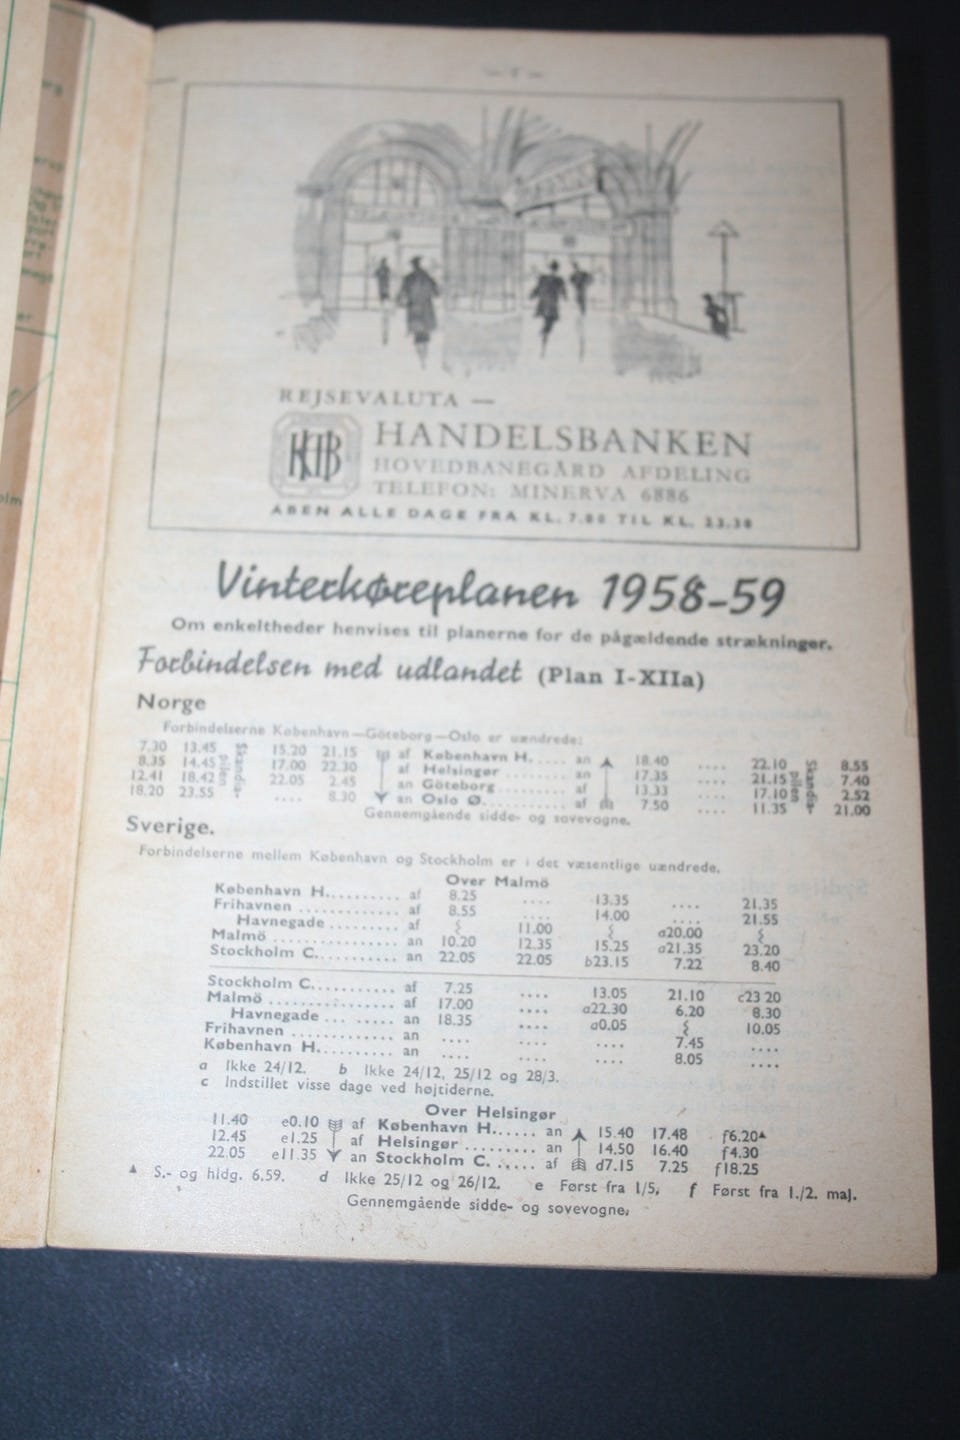 REJSEVALUTA —
HB HANDELSBANKEN
HOVEDBANEGÅRD AFDELING
TELEFON: MINERVA 6886
ÅBEN ALLE DAGE FRA KL. 7.00 TIL KL. 23.30
Vinterkøreplanen 1958-59
Om enkeltheder henvises til planerne for de pågældende strækninger.
Forbindelsen med udlandet (Plan I-XIIa)
Norge
Forbindelserne København—Göteborg—Oslo er uændrede:
7.30 13.45 15.20 21.15 af København H. .... an 18.40 .... 22.10 8.55
8.35 14.45 17.00 22.30 af Helsingør ........ an 17.35 .... 21.15 7.40
12.41 18.42 22.05 2.45 an Göteborg ........ af 13.33 .... 17.10 2.52
18.20 23.55 .... 8.30 an Oslo Ø. ........ af 7.50 .... 11.35 21.00
Gennemgående sidde- og sovevogne.
Sverige.
Forbindelserne mellem København og Stockholm er i det væsentlige uændrede.
Over Malmö
København H. ......... af 8.25 .... 13.35 .... 21.35
Frihavnen ............ af 8.55 .... 14.00 .... 21.55
Havnegade ......... af 11.00 a20.00
Malmö ................ an 10.20 12.35 15.25 a21.35 23.20
Stockholm C. .......... an 22.05 22.05 b23.15 7.22 8.40
Stockholm C. .......... af 7.25 .... 13.05 21.10 c23 20
Malmö ................ af 17.00 .... a22.30 6.20 8.30
Havnegade ... ...... an 18.35 .... a0.05 10.05
Frihavnen ............ an .... .... .... 7.45 ....
København H. ......... an .... .... .... 8.05 ....
a Ikke 24/12. b Ikke 24/12, 25/12 og 28/3.
c Indstillet visse dage ved højtiderne.
Over Helsingør
11.40 e0.10 af København H. ..... an 15.40 17.48 f6.20▲
12.45 e1.25 af Helsingør ......... an 14.50 16.40 f4.30
22.05 e11.35 an Stockholm C. ..... af d7.15 7.25 f18.25
▲ S.- og hldg. 6.59. d Ikke 25/12 og 26/12. e Først fra 1/5. f Først fra 1./2. maj.
Gennemgående sidde- og sovevogne.